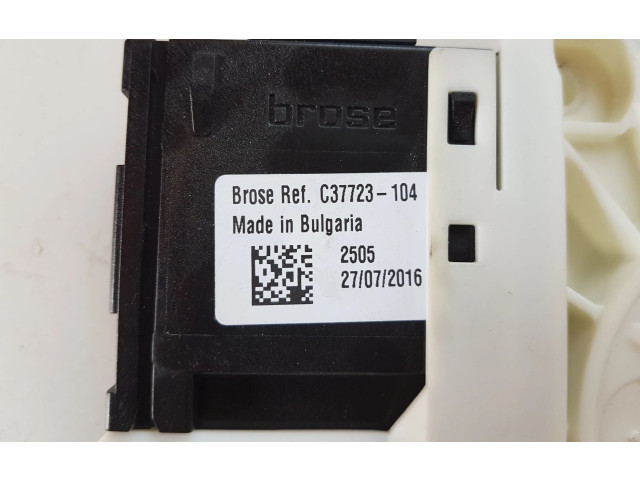 brose
Brose Ref. C37723-104
Made in Bulgaria
2505
27/07/2016